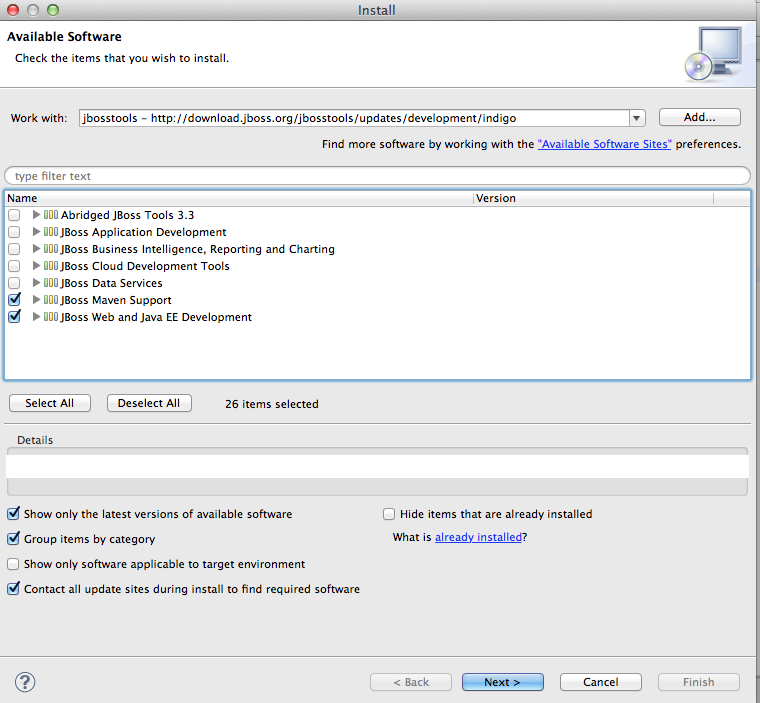 Install
Available Software
Check the items that you wish to install.
Work with: jbosstools - http://download.jboss.org/jbosstools/updates/development/indigo Add...
Find more software by working with the "Available Software Sites" preferences.
type filter text
Name Version
Abridged JBoss Tools 3.3
JBoss Application Development
JBoss Business Intelligence, Reporting and Charting
JBoss Cloud Development Tools
JBoss Data Services
JBoss Maven Support
JBoss Web and Java EE Development
Select All Deselect All 26 items selected
Details
Show only the latest versions of available software Hide items that are already installed
Group items by category What is already installed?
Show only software applicable to target environment
Contact all update sites during install to find required software
? < Back Next > Cancel Finish